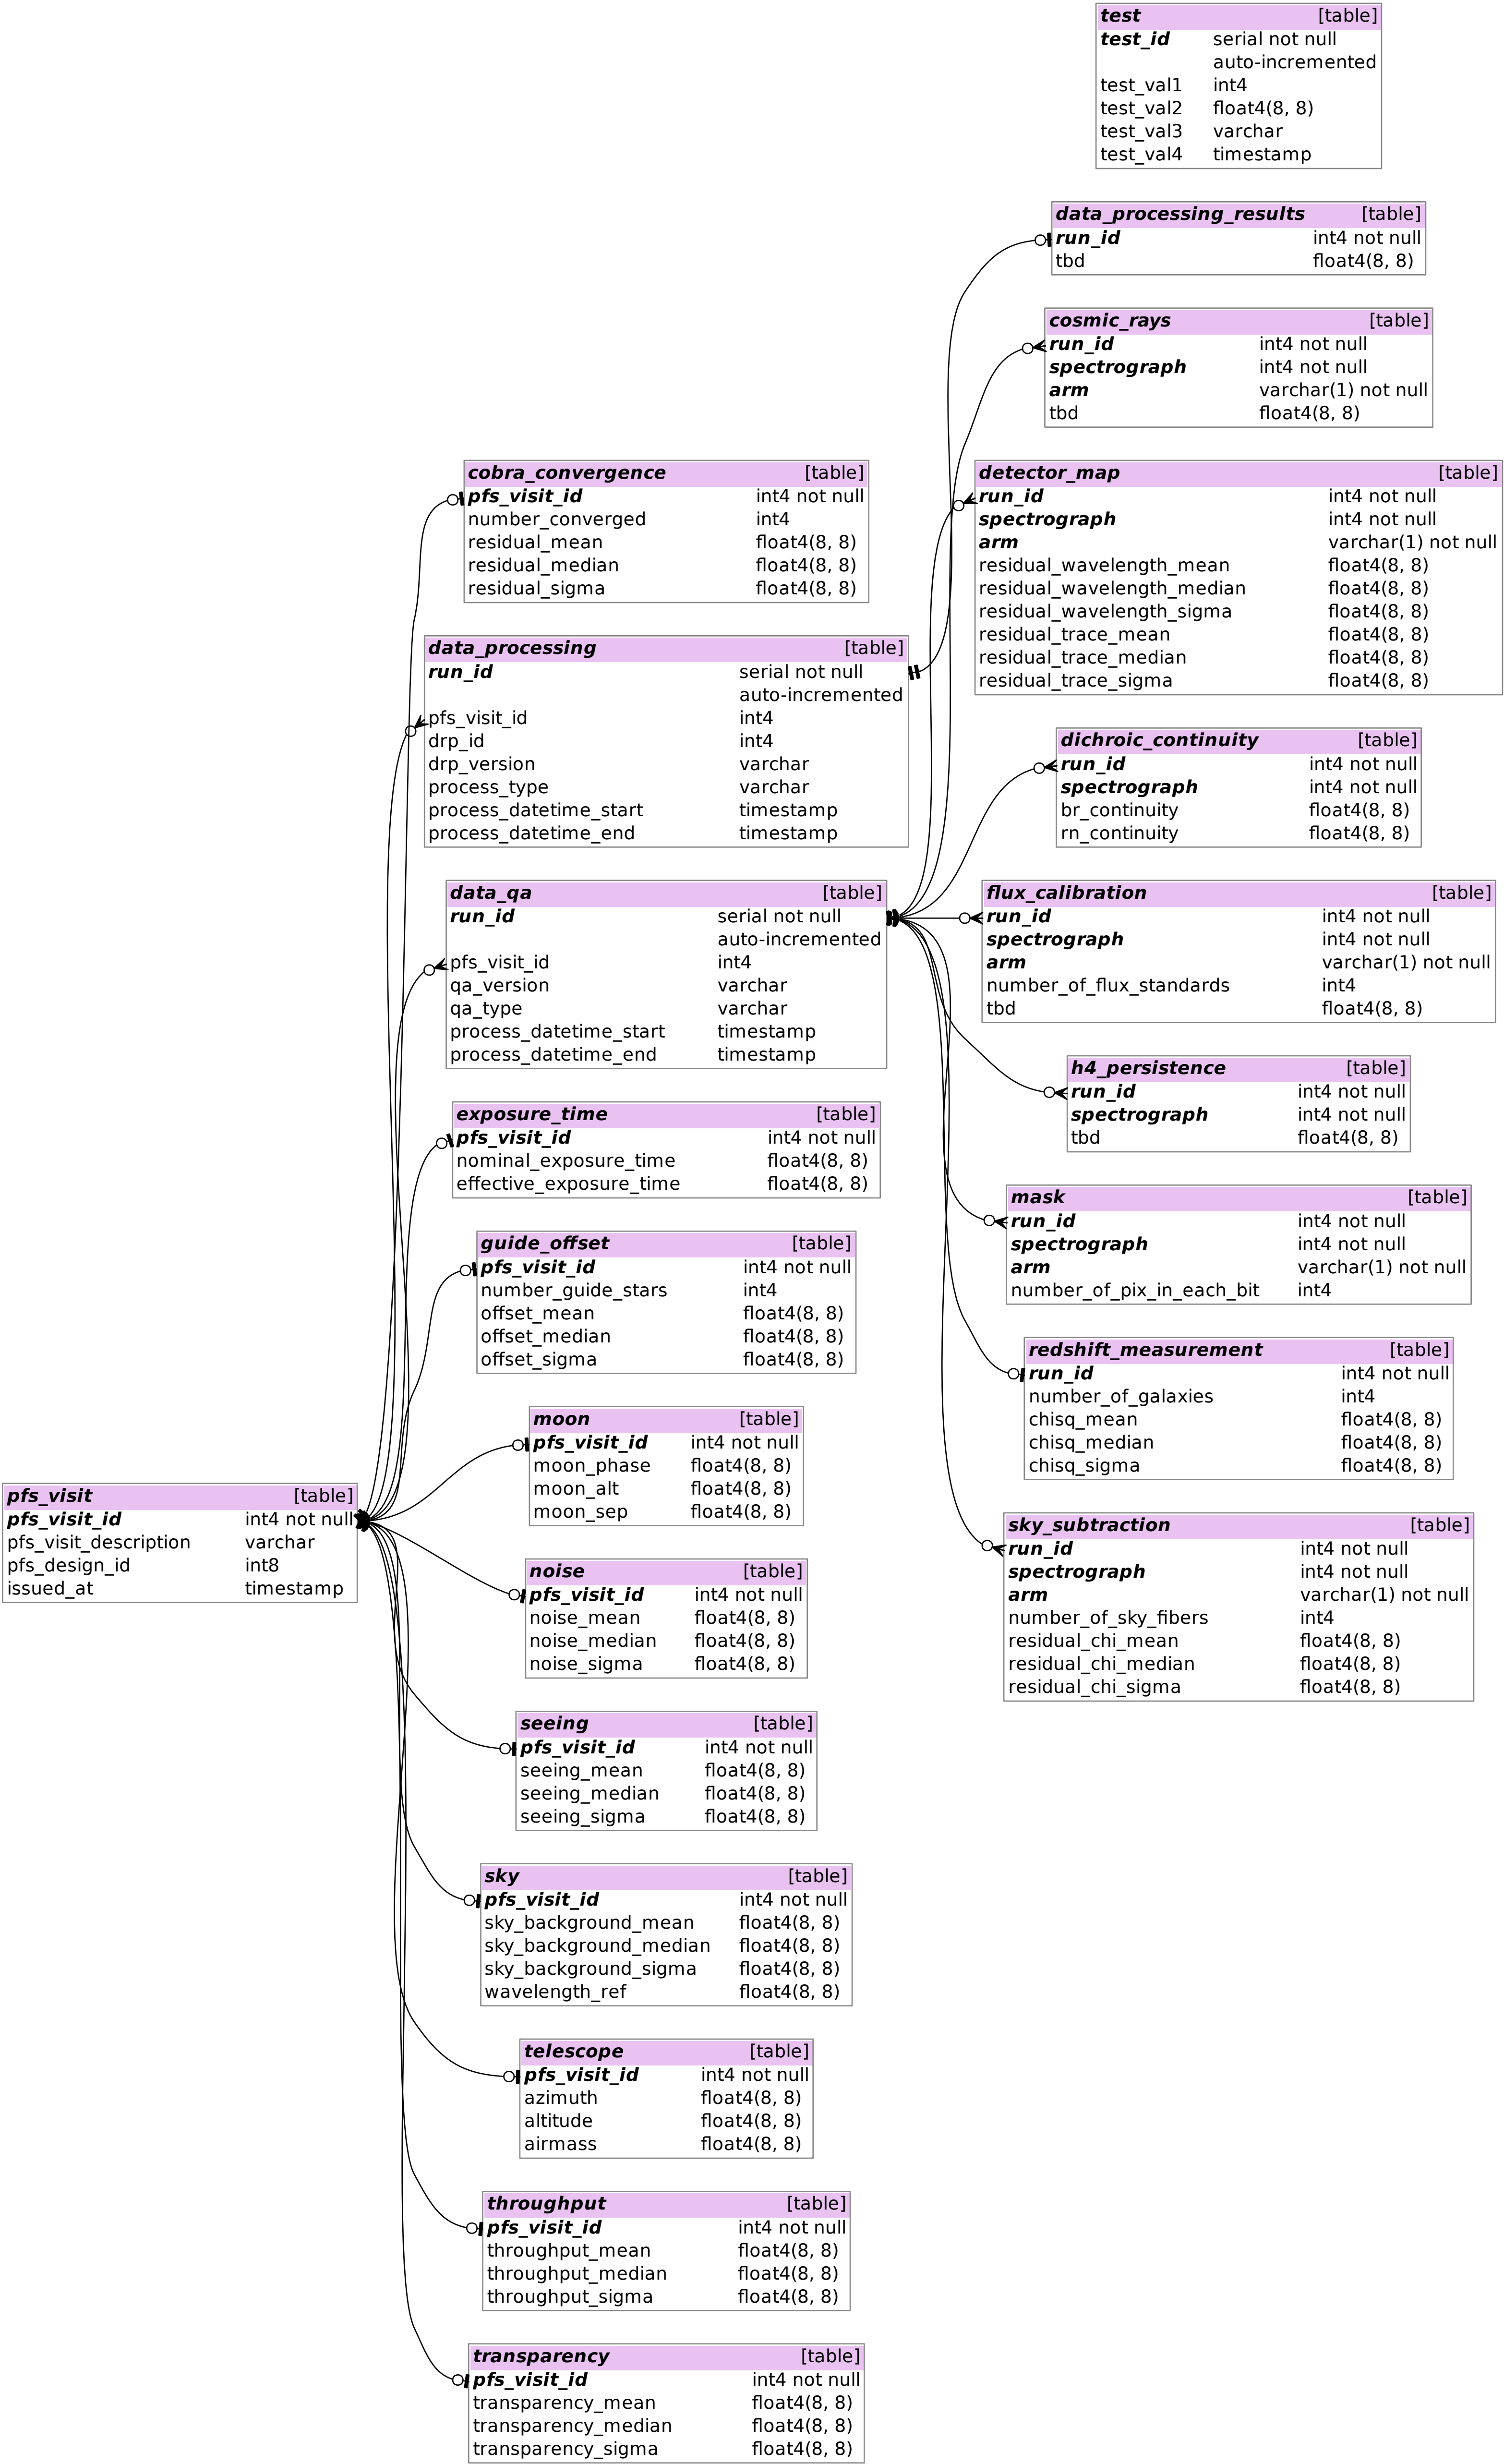 test [table]
test_id serial not null
auto-incremented
test_val1 int4
test_val2 float4(8, 8)
test_val3 varchar
test_val4 timestamp
data_processing_results [table]
run_id int4 not null
tbd float4(8, 8)
cosmic_rays [table]
run_id int4 not null
spectrograph int4 not null
arm varchar(1) not null
tbd float4(8, 8)
cobra_convergence [table]
pfs_visit_id int4 not null
number_converged int4
residual_mean float4(8, 8)
residual_median float4(8, 8)
residual_sigma float4(8, 8)
detector_map [table]
run_id int4 not null
spectrograph int4 not null
arm varchar(1) not null
residual_wavelength_mean float4(8, 8)
residual_wavelength_median float4(8, 8)
residual_wavelength_sigma float4(8, 8)
residual_trace_mean float4(8, 8)
residual_trace_median float4(8, 8)
residual_trace_sigma float4(8, 8)
data_processing [table]
run_id serial not null
auto-incremented
pfs_visit_id int4
drp_id int4
drp_version varchar
process_type varchar
process_datetime_start timestamp
process_datetime_end timestamp
dichroic_continuity [table]
run_id int4 not null
spectrograph int4 not null
br_continuity float4(8, 8)
rn_continuity float4(8, 8)
data_qa [table]
run_id serial not null
auto-incremented
pfs_visit_id int4
qa_version varchar
qa_type varchar
process_datetime_start timestamp
process_datetime_end timestamp
flux_calibration [table]
run_id int4 not null
spectrograph int4 not null
arm varchar(1) not null
number_of_flux_standards int4
tbd float4(8, 8)
h4_persistence [table]
run_id int4 not null
spectrograph int4 not null
tbd float4(8, 8)
exposure_time [table]
pfs_visit_id int4 not null
nominal_exposure_time float4(8, 8)
effective_exposure_time float4(8, 8)
mask [table]
run_id int4 not null
spectrograph int4 not null
arm varchar(1) not null
number_of_pix_in_each_bit int4
guide_offset [table]
pfs_visit_id int4 not null
number_guide_stars int4
offset_mean float4(8, 8)
offset_median float4(8, 8)
offset_sigma float4(8, 8)
redshift_measurement [table]
run_id int4 not null
number_of_galaxies int4
chisq_mean float4(8, 8)
chisq_median float4(8, 8)
chisq_sigma float4(8, 8)
moon [table]
pfs_visit_id int4 not null
moon_phase float4(8, 8)
moon_alt float4(8, 8)
moon_sep float4(8, 8)
pfs_visit [table]
pfs_visit_id int4 not null
pfs_visit_description varchar
pfs_design_id int8
issued_at timestamp
sky_subtraction [table]
run_id int4 not null
spectrograph int4 not null
arm varchar(1) not null
number_of_sky_fibers int4
residual_chi_mean float4(8, 8)
residual_chi_median float4(8, 8)
residual_chi_sigma float4(8, 8)
noise [table]
pfs_visit_id int4 not null
noise_mean float4(8, 8)
noise_median float4(8, 8)
noise_sigma float4(8, 8)
seeing [table]
pfs_visit_id int4 not null
seeing_mean float4(8, 8)
seeing_median float4(8, 8)
seeing_sigma float4(8, 8)
sky [table]
pfs_visit_id int4 not null
sky_background_mean float4(8, 8)
sky_background_median float4(8, 8)
sky_background_sigma float4(8, 8)
wavelength_ref float4(8, 8)
telescope [table]
pfs_visit_id int4 not null
azimuth float4(8, 8)
altitude float4(8, 8)
airmass float4(8, 8)
throughput [table]
pfs_visit_id int4 not null
throughput_mean float4(8, 8)
throughput_median float4(8, 8)
throughput_sigma float4(8, 8)
transparency [table]
pfs_visit_id int4 not null
transparency_mean float4(8, 8)
transparency_median float4(8, 8)
transparency_sigma float4(8, 8)